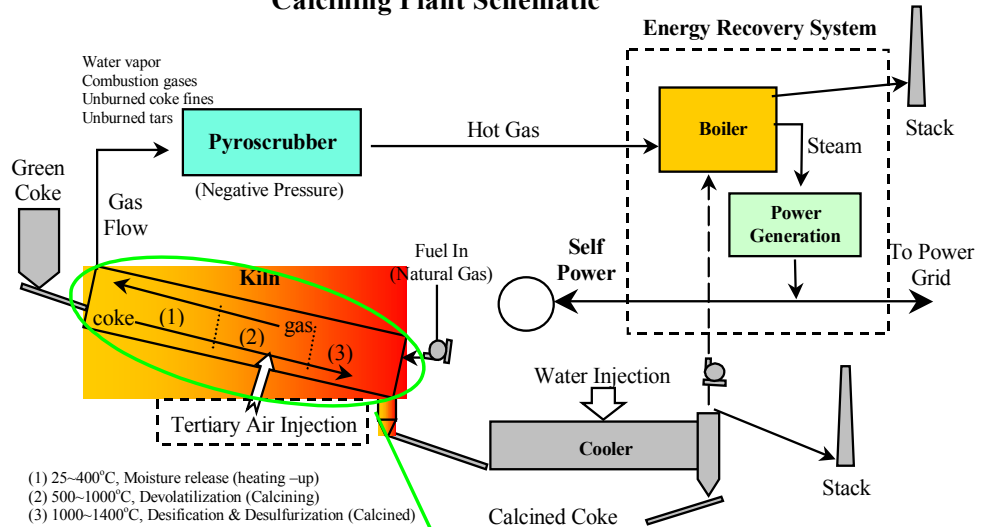 Calcining Plant Schematic
Energy Recovery System
Water vapor
Combustion gases
Unburned coke fines
Unburned tars
Pyroscrubber
(Negative Pressure)
Hot Gas
Boiler
Steam
Stack
Green
Coke
Gas
Flow
Power
Generation
To Power
Grid
Self
Power
Fuel In
(Natural Gas)
Kiln
coke
(1)
gas
(2)
(3)
Tertiary Air Injection
Water Injection
Cooler
Stack
Calcined Coke
(1) 25~400°C, Moisture release (heating –up)
(2) 500~1000°C, Devolatilization (Calcining)
(3) 1000~1400°C, Desification & Desulfurization (Calcined)